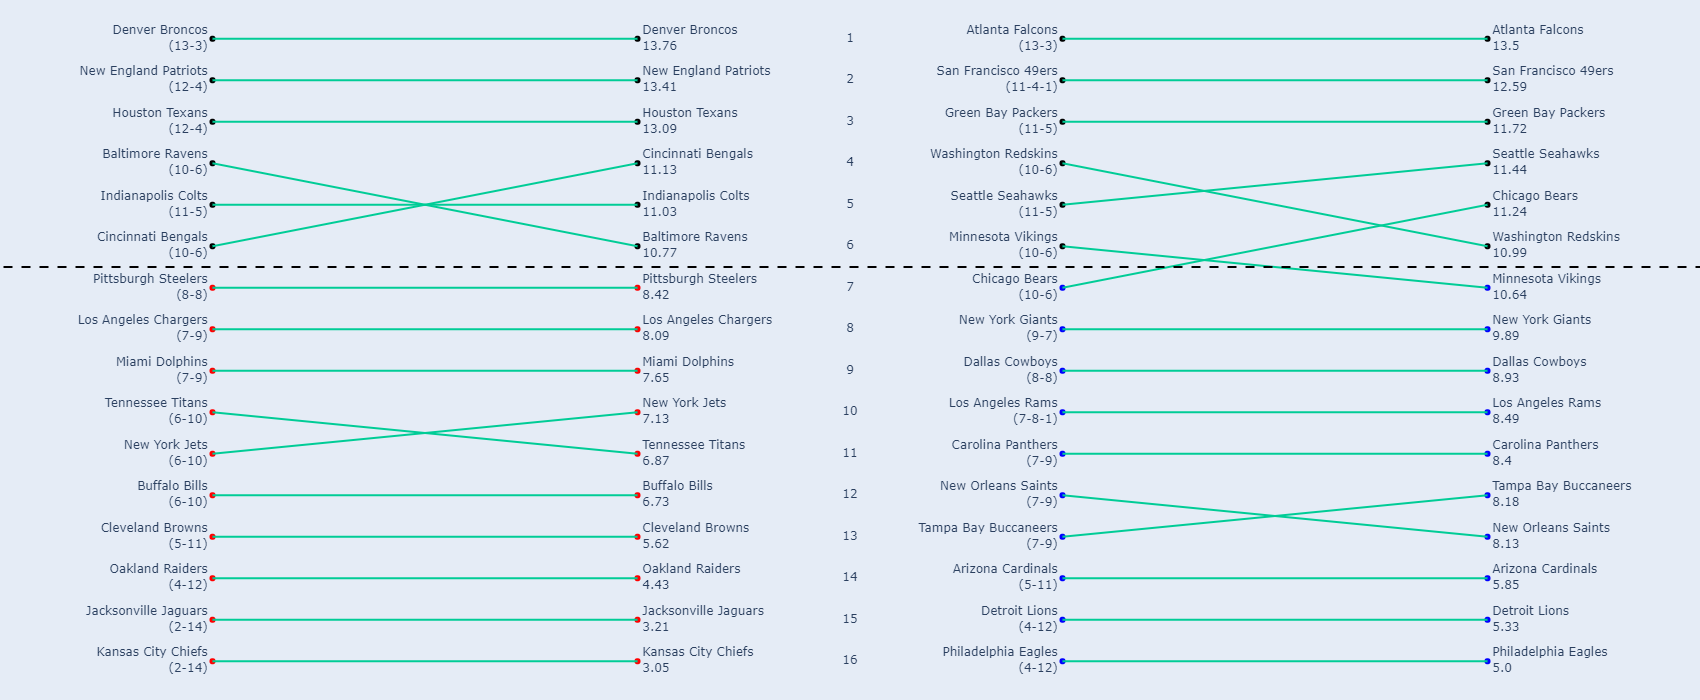 Denver Broncos
(13-3)
Denver Broncos
13.76
1
Atlanta Falcons
(13-3)
Atlanta Falcons
13.5
New England Patriots
(12-4)
New England Patriots
13.41
2
San Francisco 49ers
(11-4-1)
San Francisco 49ers
12.59
Houston Texans
(12-4)
Houston Texans
13.09
3
Green Bay Packers
(11-5)
Green Bay Packers
11.72
Baltimore Ravens
(10-6)
Cincinnati Bengals
11.13
4
Washington Redskins
(10-6)
Seattle Seahawks
11.44
Indianapolis Colts
(11-5)
Indianapolis Colts
11.03
5
Seattle Seahawks
(11-5)
Chicago Bears
11.24
Cincinnati Bengals
(10-6)
Baltimore Ravens
10.77
6
Minnesota Vikings
(10-6)
Washington Redskins
10.99
Pittsburgh Steelers
(8-8)
Pittsburgh Steelers
8.42
7
Chicago Bears
(10-6)
Minnesota Vikings
10.64
Los Angeles Chargers
(7-9)
Los Angeles Chargers
8.09
8
New York Giants
(9-7)
New York Giants
9.89
Miami Dolphins
(7-9)
Miami Dolphins
7.65
9
Dallas Cowboys
(8-8)
Dallas Cowboys
8.93
Tennessee Titans
(6-10)
New York Jets
7.13
10
Los Angeles Rams
(7-8-1)
Los Angeles Rams
8.49
New York Jets
(6-10)
Tennessee Titans
6.87
11
Carolina Panthers
(7-9)
Carolina Panthers
8.4
Buffalo Bills
(6-10)
Buffalo Bills
6.73
12
New Orleans Saints
(7-9)
Tampa Bay Buccaneers
8.18
Cleveland Browns
(5-11)
Cleveland Browns
5.62
13
Tampa Bay Buccaneers
(7-9)
New Orleans Saints
8.13
Oakland Raiders
(4-12)
Oakland Raiders
4.43
14
Arizona Cardinals
(5-11)
Arizona Cardinals
5.85
Jacksonville Jaguars
(2-14)
Jacksonville Jaguars
3.21
15
Detroit Lions
(4-12)
Detroit Lions
5.33
Kansas City Chiefs
(2-14)
Kansas City Chiefs
3.05
16
Philadelphia Eagles
(4-12)
Philadelphia Eagles
5.0